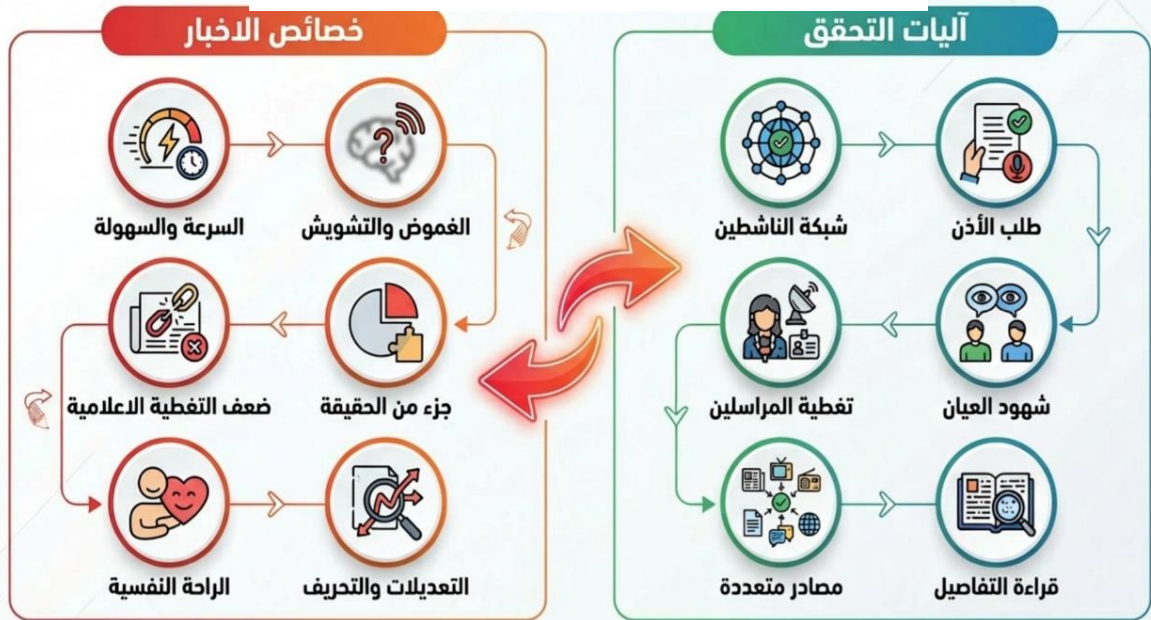 آليات التحقق
شبكة الناشطين
طلب الأذن
شهود العيان
تغطية المراسلين
مصادر متعددة
قراءة التفاصيل
خصائص الاخبار
السرعة والسهولة
الغموض والتشويش
جزء من الحقيقة
ضعف التغطية الاعلامية
الراحة النفسية
التعديلات والتحريف